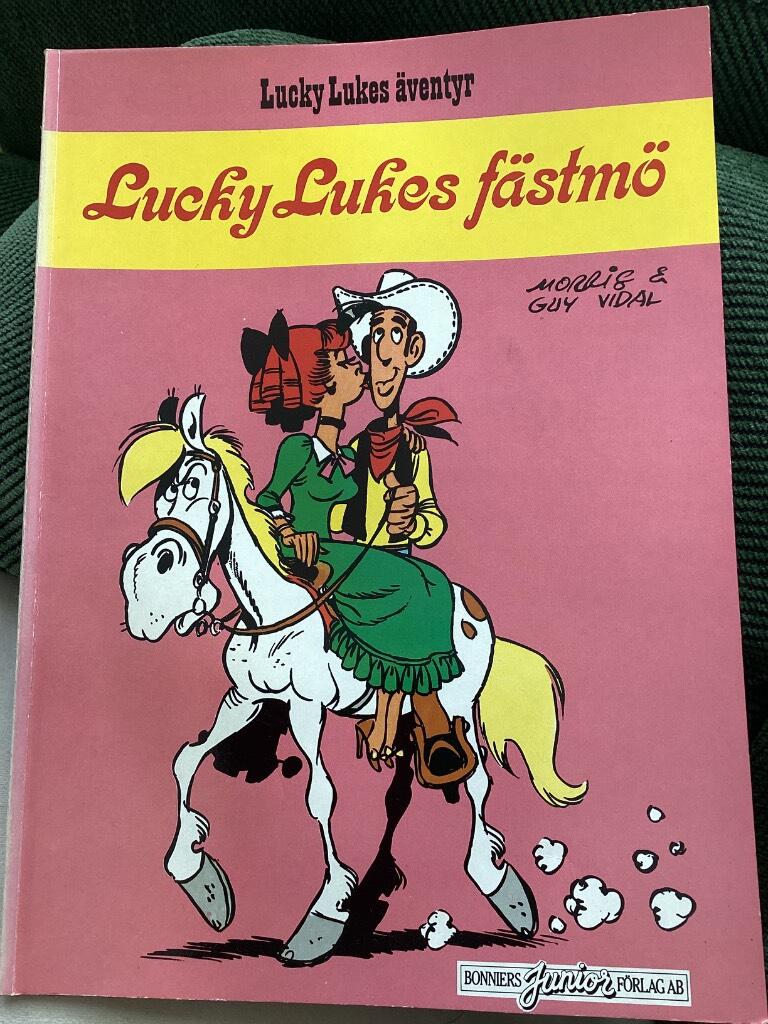 Lucky Lukes äventyr
Lucky Lukes fästmö
MORRIS &
GUY VIDAL
BONNIERS Junior FÖRLAG AB